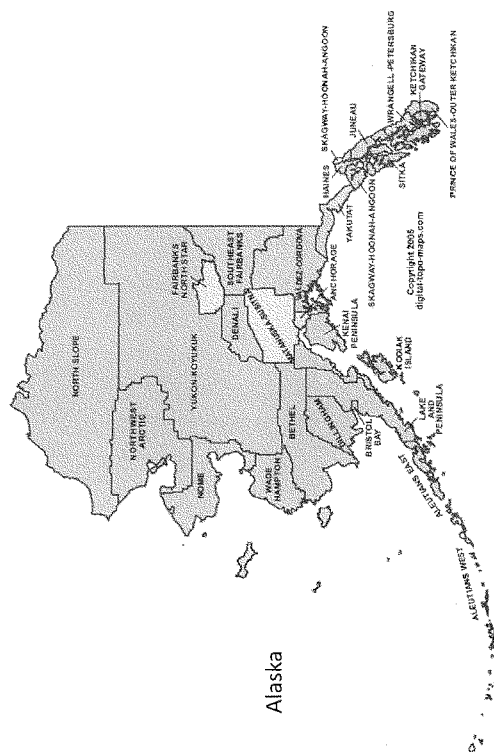 Alaska
NORTH SLOPE
NORTHWEST
ARCTIC
NOME
YUKON-KOYUKUK
FAIRBANKS
NORTH STAR
SOUTHEAST
FAIRBANKS
DENALI
MATANUSKA-SUSITNA
VALDEZ-CORDOVA
WADE
HAMPTON
BETHEL
DILLINGHAM
BRISTOL
BAY
ANCHORAGE
KENAI
PENINSULA
KODIAK
ISLAND
LAKE
AND
PENINSULA
ALEUTIANS EAST
ALEUTIANS WEST
YAKUTAT
SKAGWAY-HOONAH-ANGOON
HAINES
SKAGWAY-HOONAH-ANGOON
JUNEAU
SITKA
WRANGELL-PETERSBURG
KETCHIKAN
GATEWAY
PRINCE OF WALES-OUTER KETCHIKAN
Copyright 2005
digital-topo-maps.com